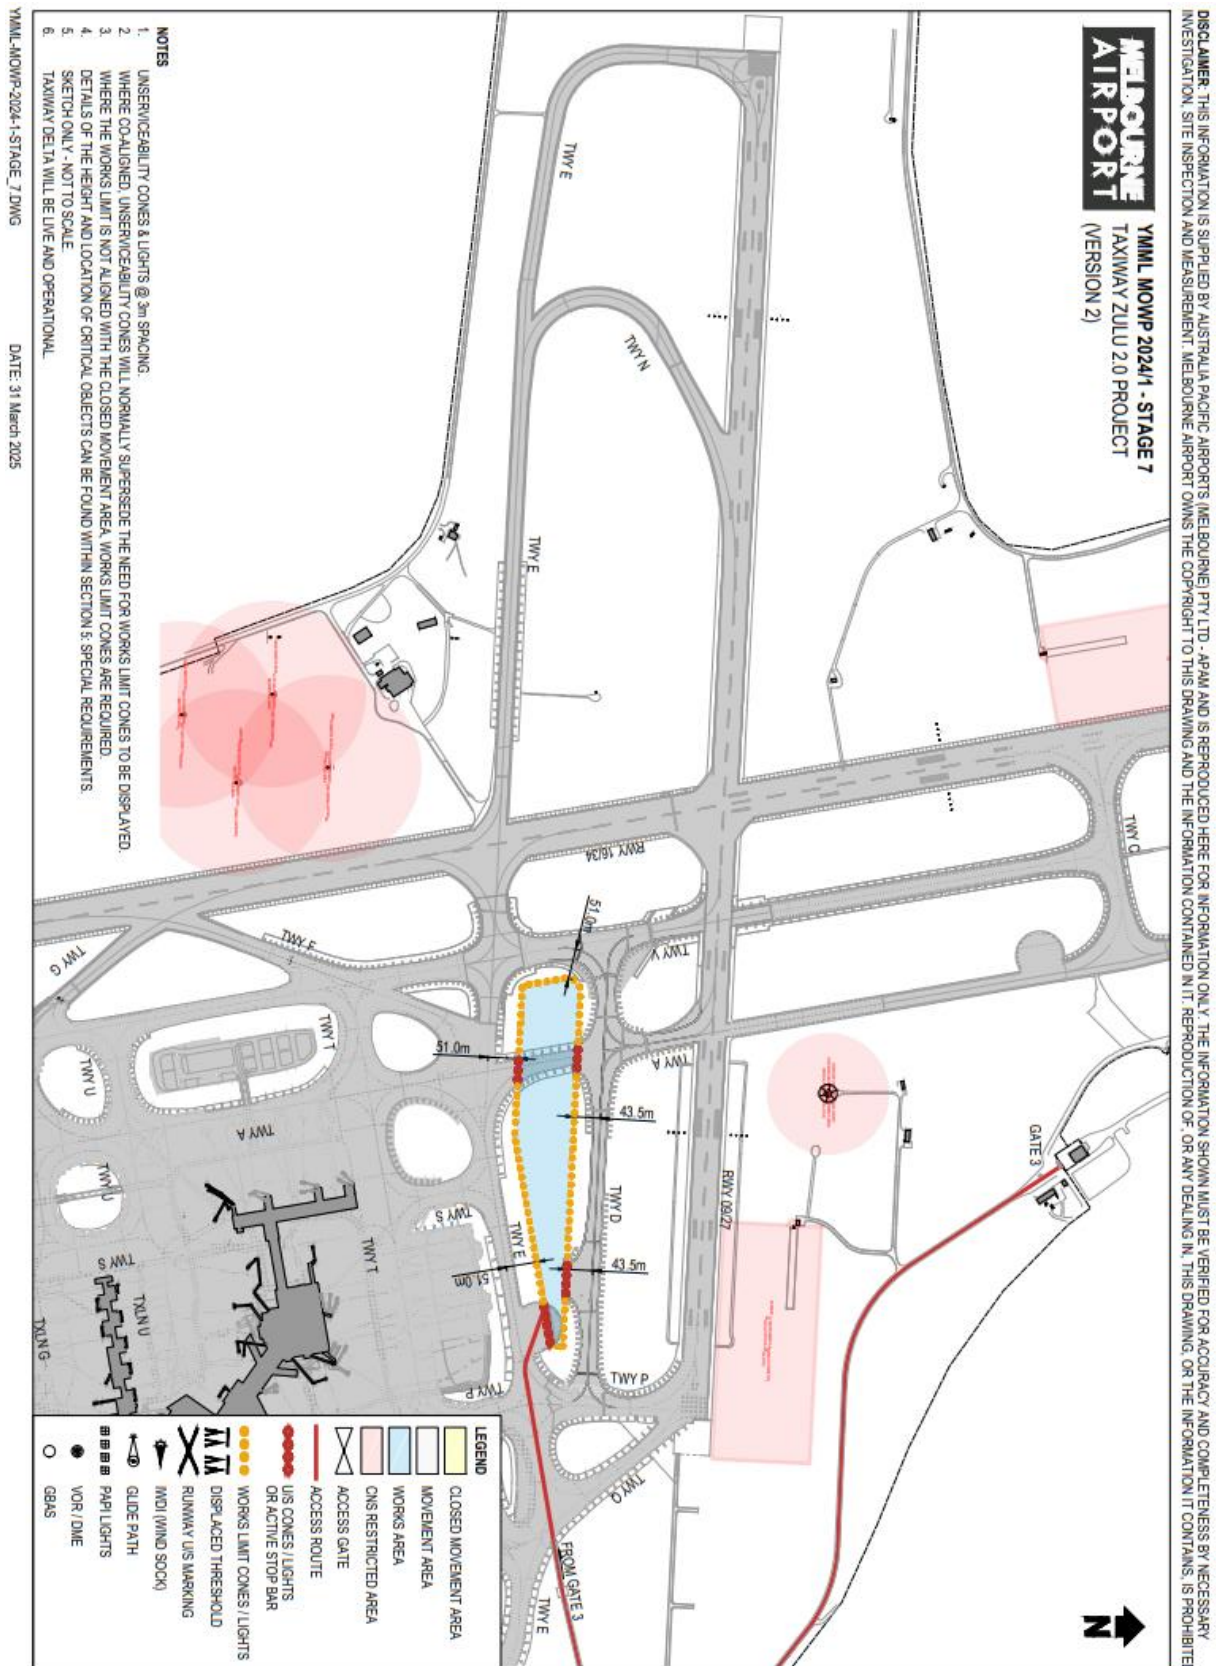 DISCLAIMER: THIS INFORMATION IS SUPPLIED BY AUSTRALIA PACIFIC AIRPORTS (MELBOURNE) PTY LTD - APAM AND IS REPRODUCED HERE FOR INFORMATION ONLY. THE INFORMATION SHOWN MUST BE VERIFIED FOR ACCURACY AND COMPLETENESS BY NECESSARY
INVESTIGATION, SITE INSPECTION AND MEASUREMENT. MELBOURNE AIRPORT OWNS THE COPYRIGHT TO THIS DRAWING AND THE INFORMATION CONTAINED IN IT. REPRODUCTION OF, OR ANY DEALING IN, THIS DRAWING, OR THE INFORMATION IT CONTAINS, IS PROHIBITE
MELBOURNE
AIRPORT
YMML MOWP 2024/1 - STAGE 7
TAXIWAY ZULU 2.0 PROJECT
(VERSION 2)
N
GATE 3
TWY C
TWY E
TWY N
TWY E
RWY 16/34
51.0m
TWY V
TWY A
RWY 09/27
43.5m
TWY D
43.5m
TWY P
TWY Q
FROM GATE 3
TWY E
51.0m
TWY E
51.0m
TWY S
TWY P
TWY F
TWY G
TWY T
TWY U
TWY A
TWY U
TWY T
TWY S
TXLN U
TXLN G
LEGEND
CLOSED MOVEMENT AREA
MOVEMENT AREA
WORKS AREA
CNS RESTRICTED AREA
ACCESS GATE
ACCESS ROUTE
U/S CONES / LIGHTS
OR ACTIVE STOP BAR
WORKS LIMIT CONES / LIGHTS
DISPLACED THRESHOLD
RUNWAY U/S MARKING
IWDI (WIND SOCK)
GLIDE PATH
PAPI LIGHTS
VOR / DME
GBAS
NOTES
1. UNSERVICEABILITY CONES & LIGHTS @ 3m SPACING.
2. WHERE CO-ALIGNED, UNSERVICEABILITY CONES WILL NORMALLY SUPERSEDE THE NEED FOR WORKS LIMIT CONES TO BE DISPLAYED.
3. WHERE THE WORKS LIMIT IS NOT ALIGNED WITH THE CLOSED MOVEMENT AREA, WORKS LIMIT CONES ARE REQUIRED.
4. DETAILS OF THE HEIGHT AND LOCATION OF CRITICAL OBJECTS CAN BE FOUND WITHIN SECTION 5: SPECIAL REQUIREMENTS.
5. SKETCH ONLY - NOT TO SCALE.
6. TAXIWAY DELTA WILL BE LIVE AND OPERATIONAL
YMML-MOWP-2024-1-STAGE_7.DWG
DATE: 31 March 2025